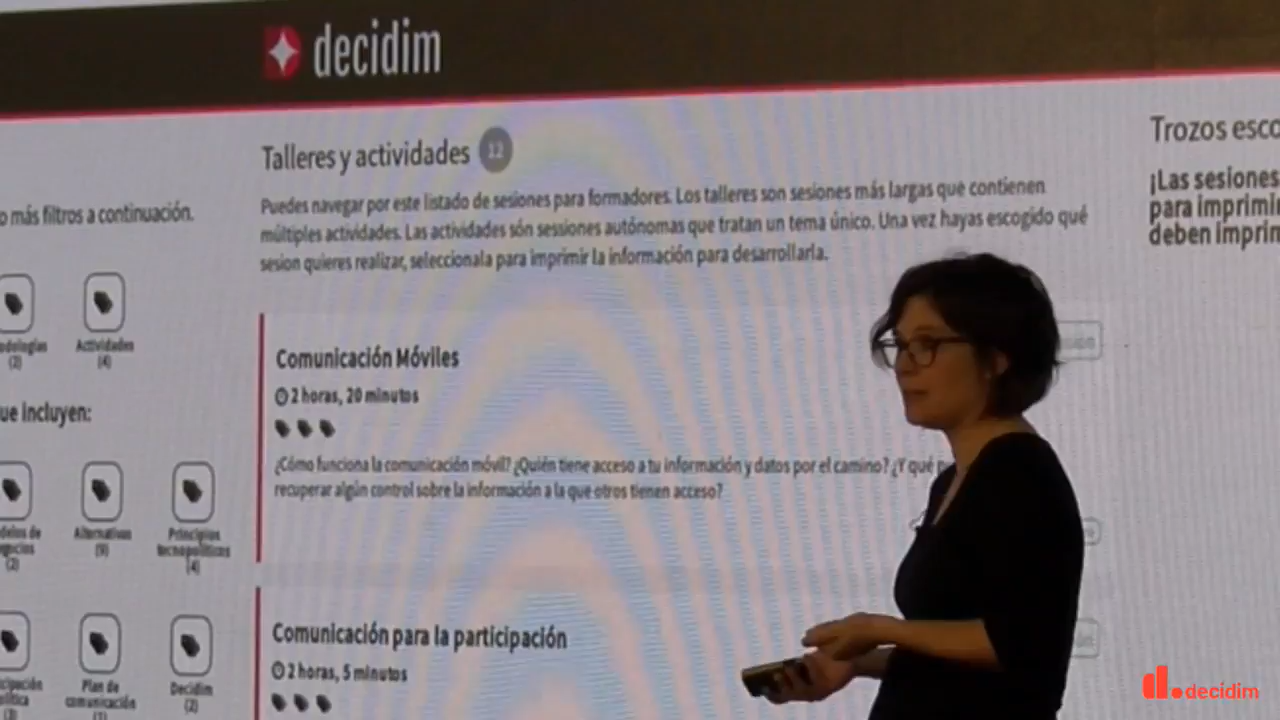 decidim
Talleres y actividades 12
Puedes navegar por este listado de sesiones para formadores. Los talleres son sesiones más largas que contienen
múltiples actividades. Las actividades són sessiones autónomas que tratan un tema único. Una vez hayas escogido qué
sesion quieres realizar, seleccionala para imprimir la información para desarrollarla.
o más filtros a continuación.
Actividades
(4)
(2)
ue incluyen:
Alternativas
(9)
Principios
tecnopolíticos
(4)
(2)
Plan de
comunicación
(1)
Decidim
(2)
Comunicación Móviles
2 horas, 20 minutos
¿Cómo funciona la comunicación móvil? ¿Quién tiene acceso a tu información y datos por el camino? ¿Y qué
recuperar algún control sobre la información a la que otros tienen acceso?
Comunicación para la participación
2 horas, 5 minutos
Trozos esco
¡Las sesiones
para imprimi
deben imprim
decidim